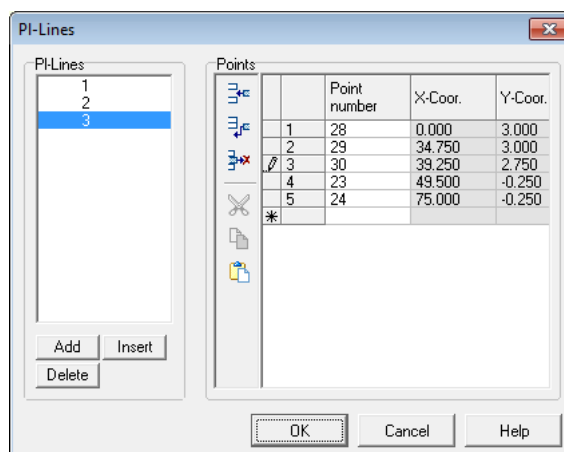 PI-Lines
PI-Lines
1
2
3
Add
Insert
Delete
Points
Point number X-Coor. Y-Coor.
1 28 0.000 3.000
2 29 34.750 3.000
3 30 39.250 2.750
4 23 49.500 -0.250
5 24 75.000 -0.250
*
OK
Cancel
Help